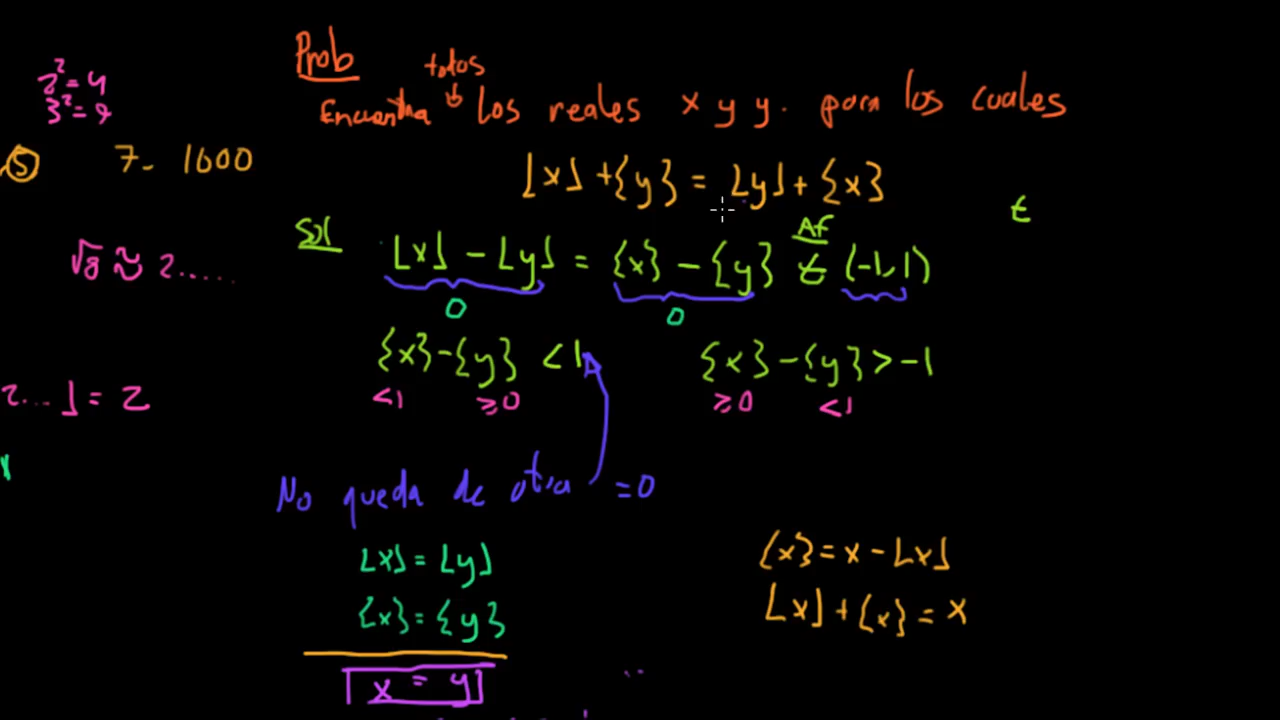 Prob
todos
Encuentra los reales x y y. para los cuales
2² = 4
3² = 9
⌊x⌋ + {y} = ⌊y⌋ + {x}
5 7 - 1600
Sol
⌊x⌋ - ⌊y⌋ = {x} - {y} ∈ (-1,1)
Af
∈
0 0
√8 ≈ 2.....
{x} - {y} < 1 {x} - {y} > -1
<1 ≥0 ≥0 <1
2... ⌋ = 2
No queda de otra = 0
⌊x⌋ = ⌊y⌋
{x} = {y}
x = y
{x} = x - ⌊x⌋
⌊x⌋ + {x} = x